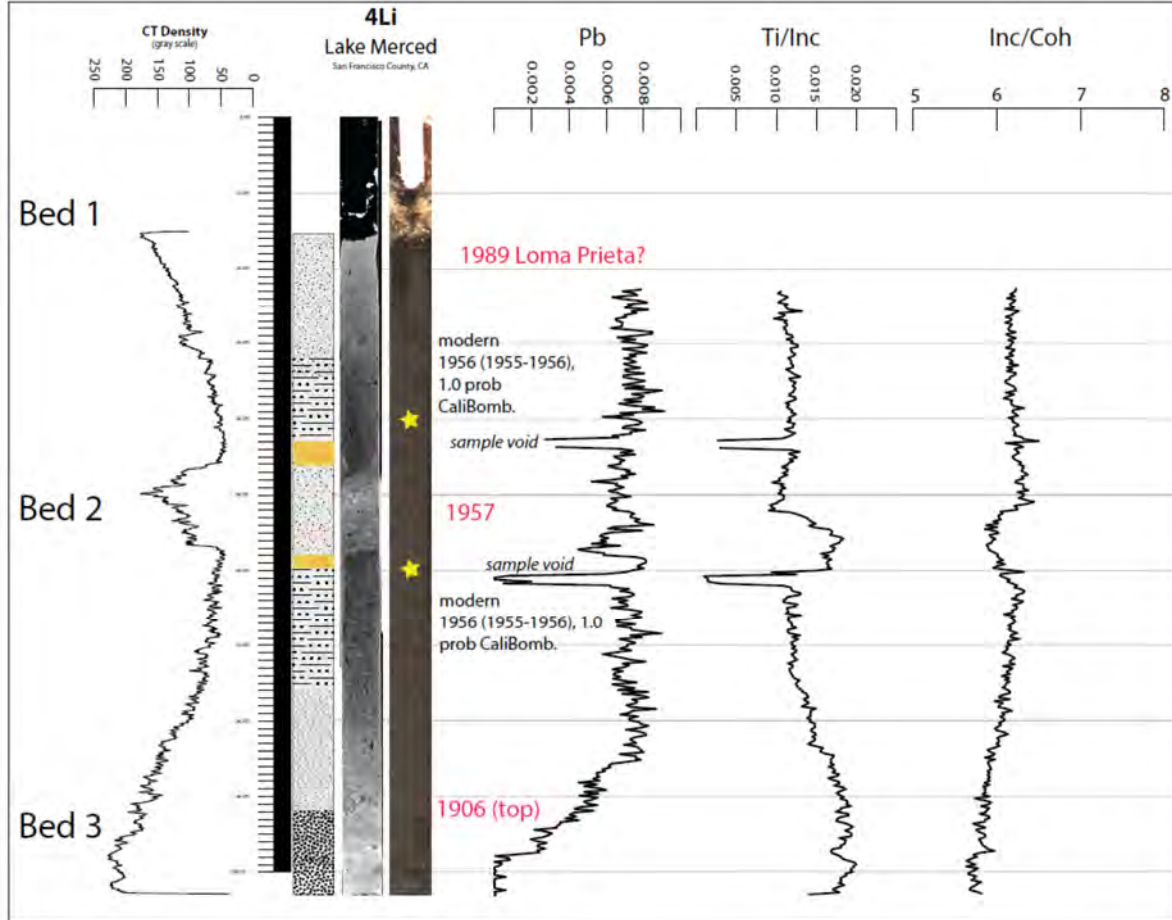 4Li
Lake Merced
San Francisco County, CA
CT Density
(gray scale)
250 200 150 100 50 0
Pb
0.002 0.004 0.006 0.008
Ti/Inc
0.005 0.010 0.015 0.020
Inc/Coh
5 6 7 8
Bed 1
1989 Loma Prieta?
modern
1956 (1955-1956),
1.0 prob
CaliBomb.
sample void
Bed 2
1957
sample void
modern
1956 (1955-1956), 1.0
prob CaliBomb.
1906 (top)
Bed 3